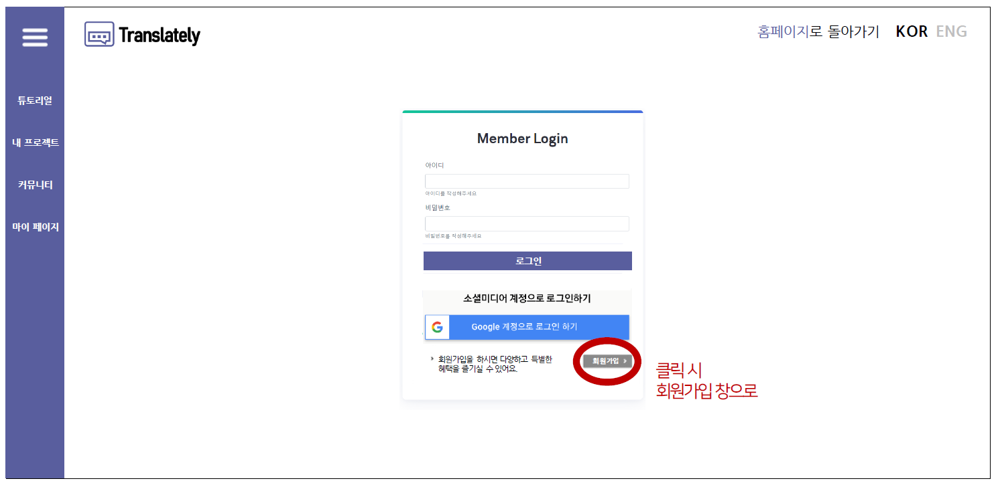 Translately
홈페이지로 돌아가기 KOR ENG
튜토리얼
내 프로젝트
커뮤니티
마이 페이지
Member Login
아이디
아이디를 작성해주세요
비밀번호
비밀번호를 작성해주세요
로그인
소셜미디어 계정으로 로그인하기
Google 계정으로 로그인 하기
회원가입을 하시면 다양하고 특별한
혜택을 즐기실 수 있어요.
회원가입
클릭 시
회원가입 창으로